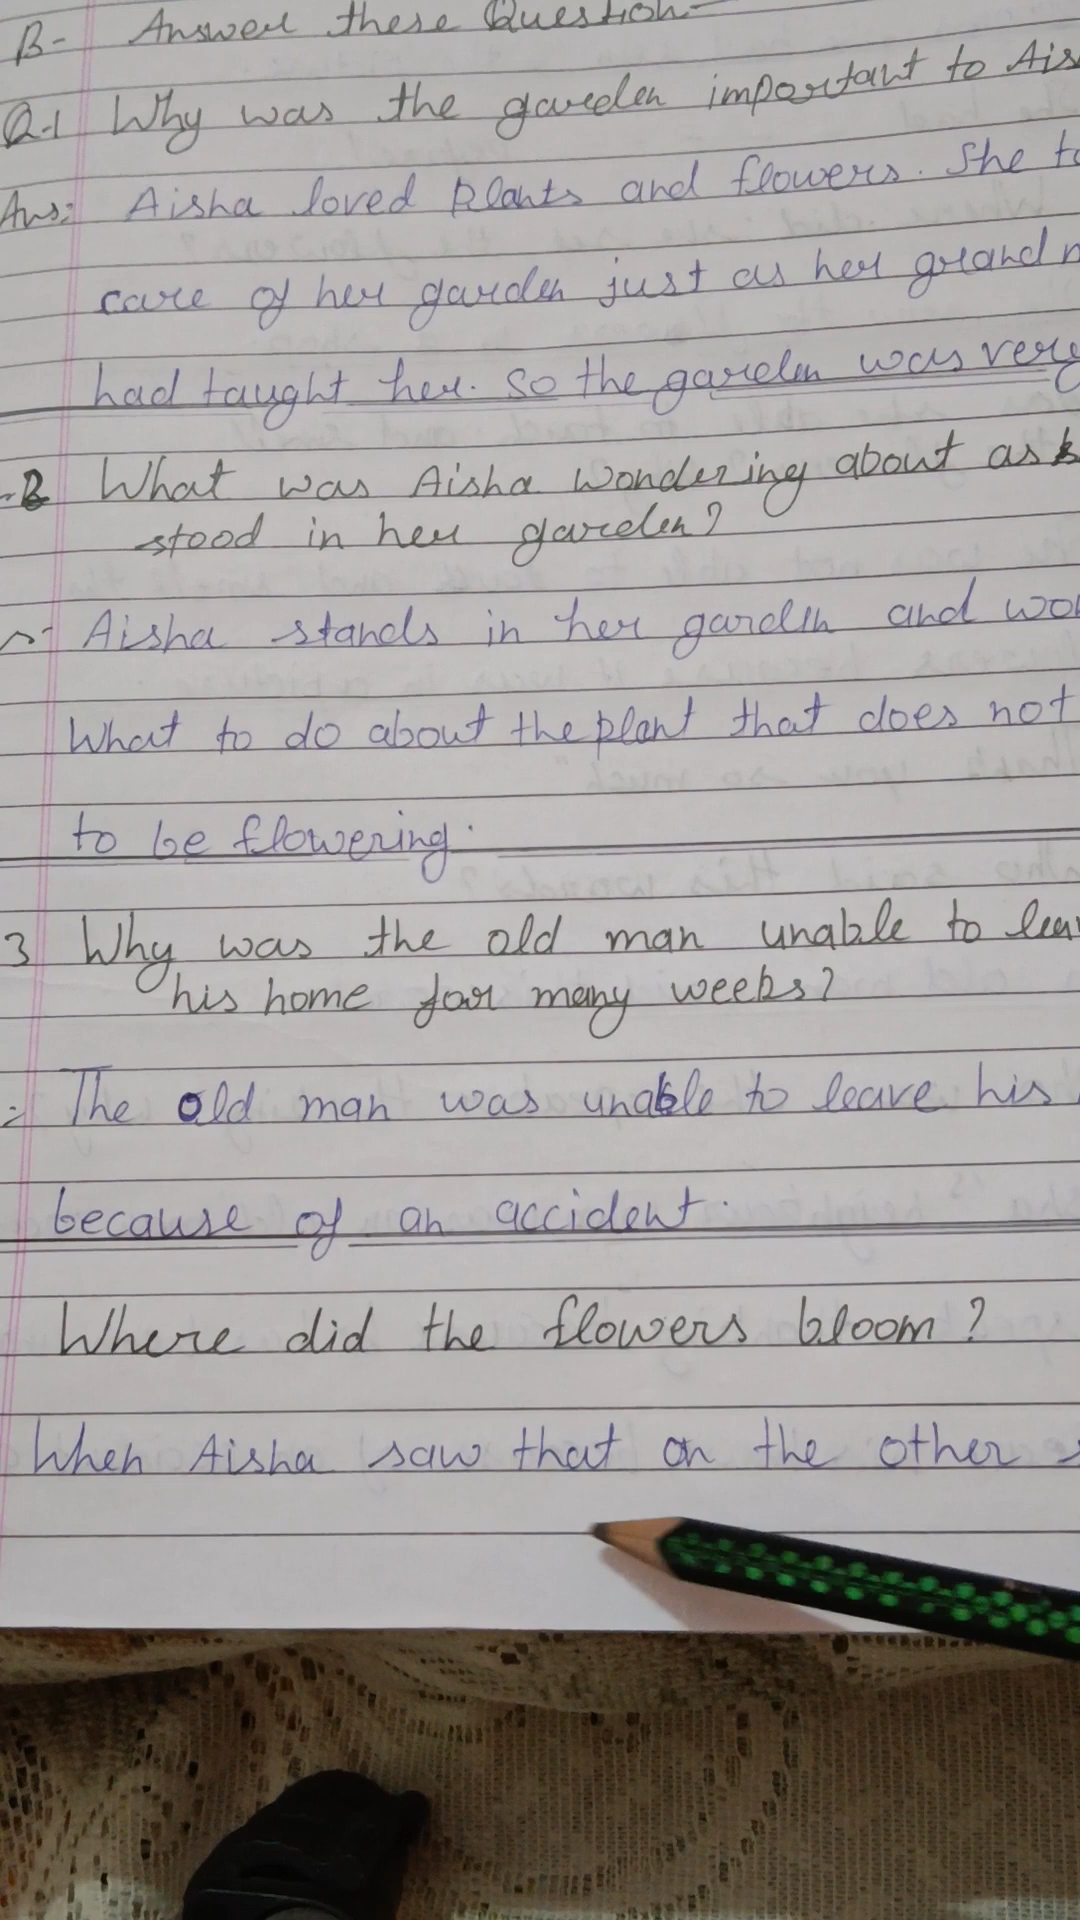 B- Answer these Question-
Q-1 Why was the garden important to Ais
Ans: Aisha loved plants and flowers. She to
care of her garden just as her grand m
had taught her. so the garden was very
-2 What was Aisha wondering about as s
stood in her garden?
s:- Aisha stands in her garden and wo
What to do about the plant that does not
to be flowering.
3 Why was the old man unable to lea
his home for many weeks?
:- The old man was unable to leave his
because of an accident.
Where did the flowers bloom?
When Aisha saw that on the other s